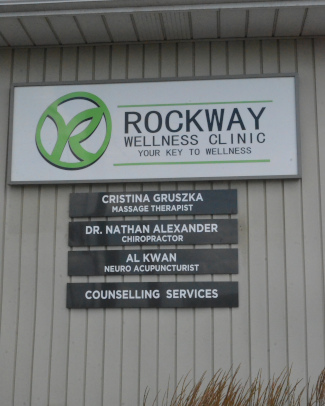 ROCKWAY
WELLNESS CLINIC
YOUR KEY TO WELLNESS
CRISTINA GRUSZKA
MASSAGE THERAPIST
DR. NATHAN ALEXANDER
CHIROPRACTOR
AL KWAN
NEURO ACUPUNCTURIST
COUNSELLING SERVICES